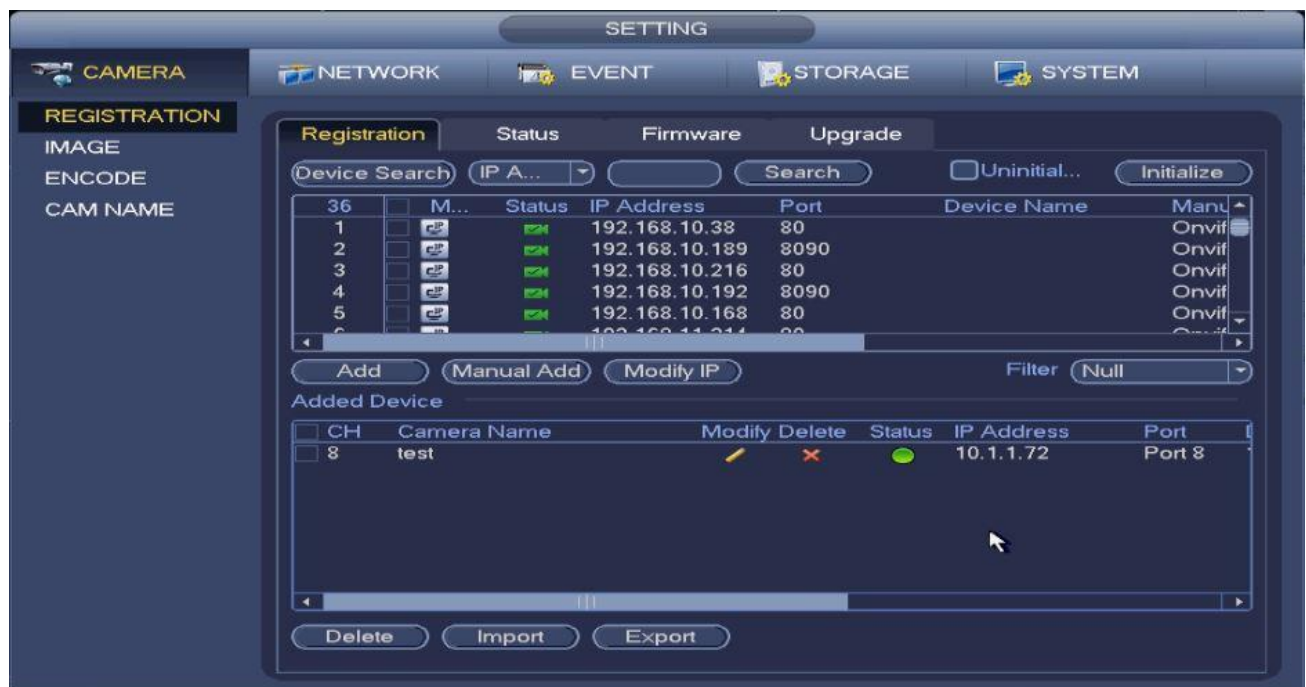 SETTING
CAMERA NETWORK EVENT STORAGE SYSTEM
REGISTRATION
IMAGE
ENCODE
CAM NAME
Registration Status Firmware Upgrade
Device Search IP A... Search Uninitial... Initialize
36 M... Status IP Address Port Device Name Manu
1 192.168.10.38 80 Onvif
2 192.168.10.189 8090 Onvif
3 192.168.10.216 80 Onvif
4 192.168.10.192 8090 Onvif
5 192.168.10.168 80 Onvif
Add Manual Add Modify IP Filter Null
Added Device
CH Camera Name Modify Delete Status IP Address Port
8 test 10.1.1.72 Port 8
Delete Import Export